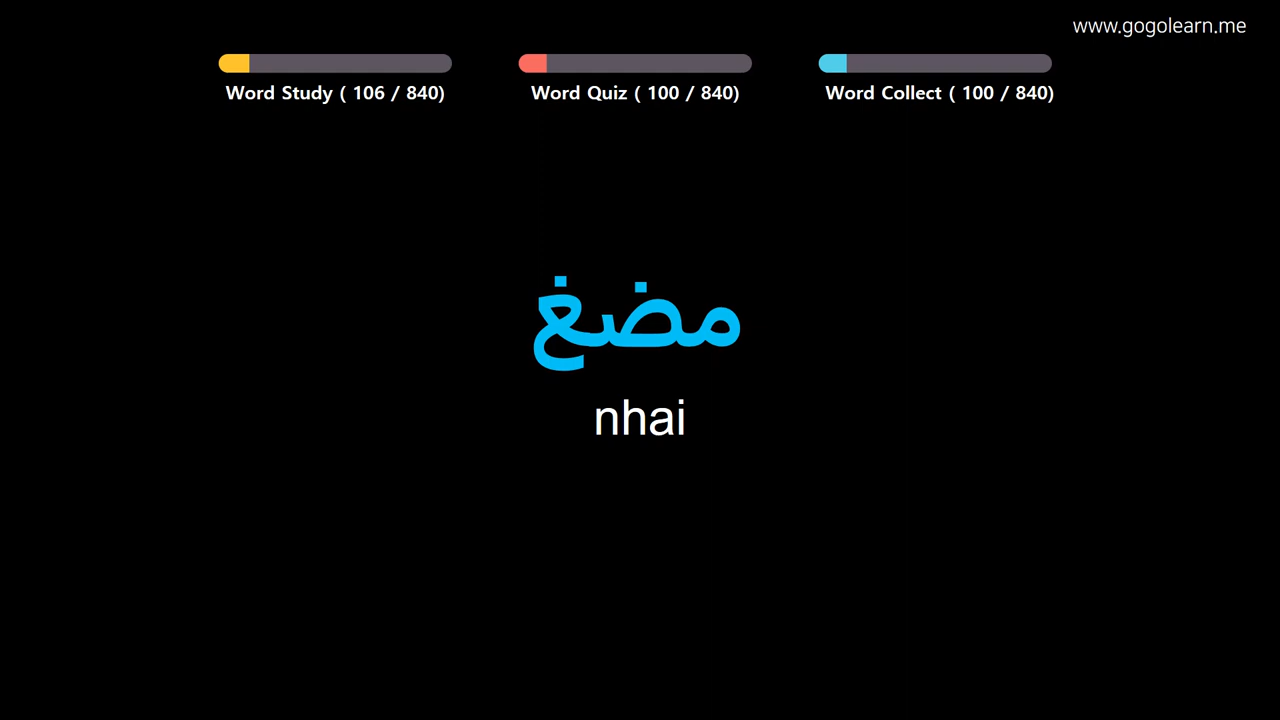 www.gogolearn.me
Word Study ( 106 / 840)
Word Quiz ( 100 / 840)
Word Collect ( 100 / 840)
مضغ
nhai